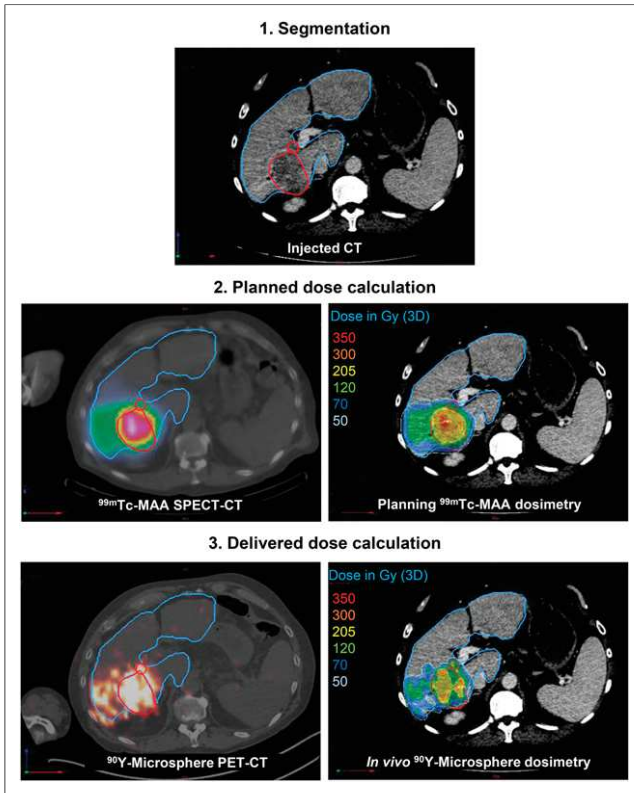 1. Segmentation
Injected CT
2. Planned dose calculation
⁹⁹ᵐTc-MAA SPECT-CT
Dose in Gy (3D)
350
300
205
120
70
50
Planning ⁹⁹ᵐTc-MAA dosimetry
3. Delivered dose calculation
⁹⁰Y-Microsphere PET-CT
Dose in Gy (3D)
350
300
205
120
70
50
In vivo ⁹⁰Y-Microsphere dosimetry